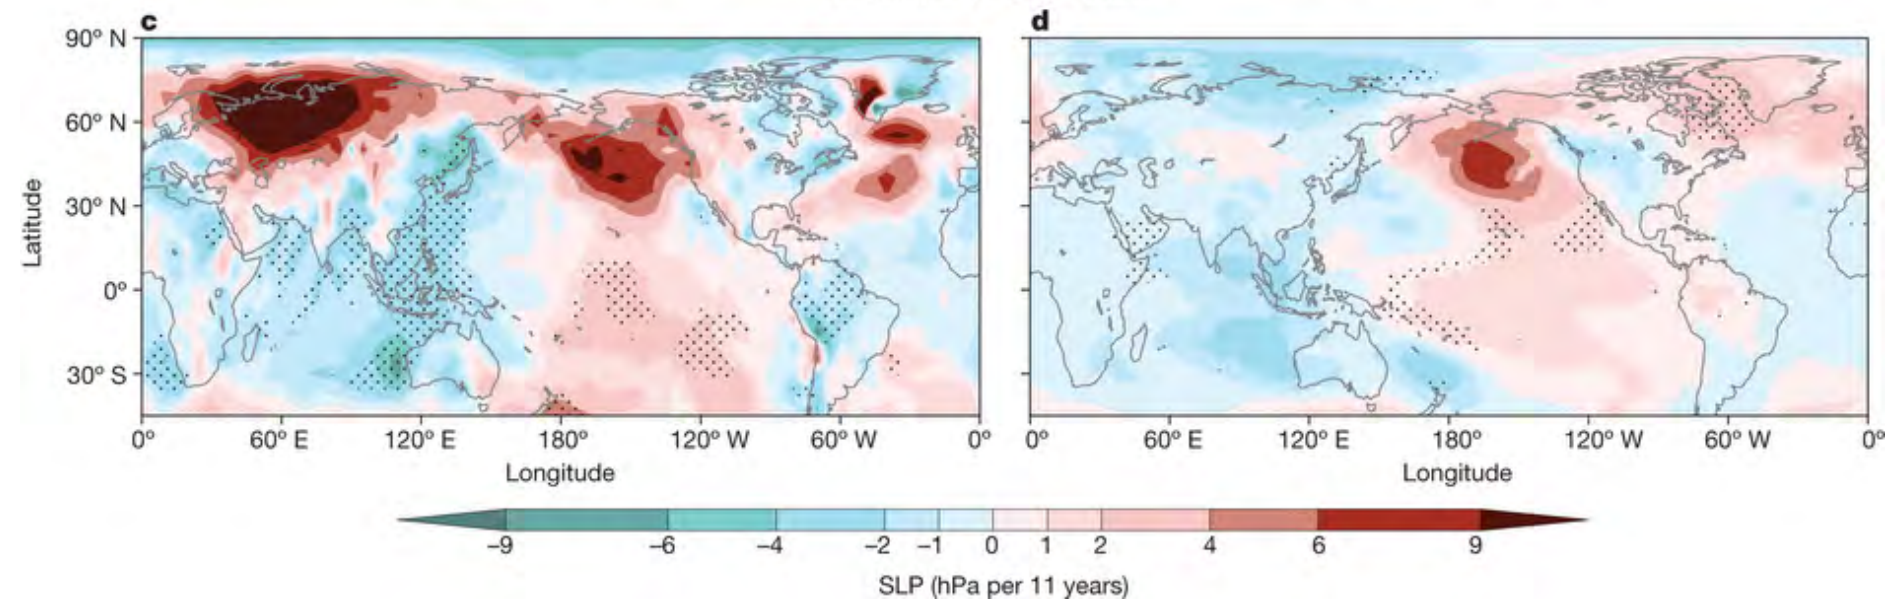 c
d
90° N
60° N
30° N
0°
30° S
Latitude
0°
60° E
120° E
180°
120° W
60° W
0°
0°
60° E
120° E
180°
120° W
60° W
0°
Longitude
Longitude
–9
–6
–4
–2
–1
0
1
2
4
6
9
SLP (hPa per 11 years)